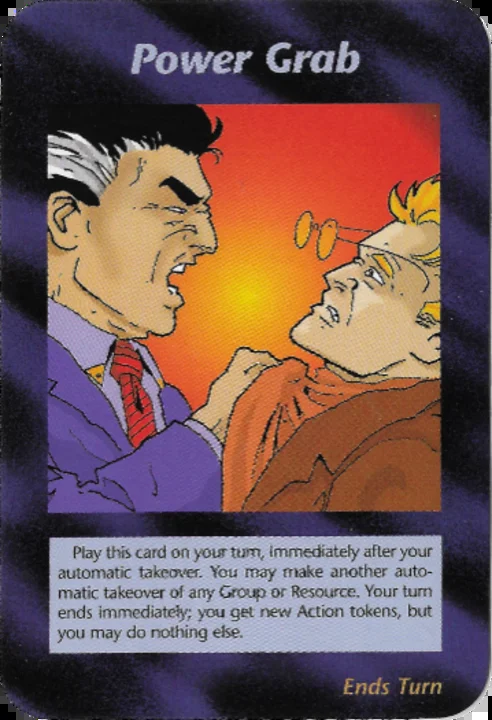 Power Grab
Play this card on your turn, immediately after your
automatic takeover. You may make another auto-
matic takeover of any Group or Resource. Your turn
ends immediately; you get new Action tokens, but
you may do nothing else.
Ends Turn